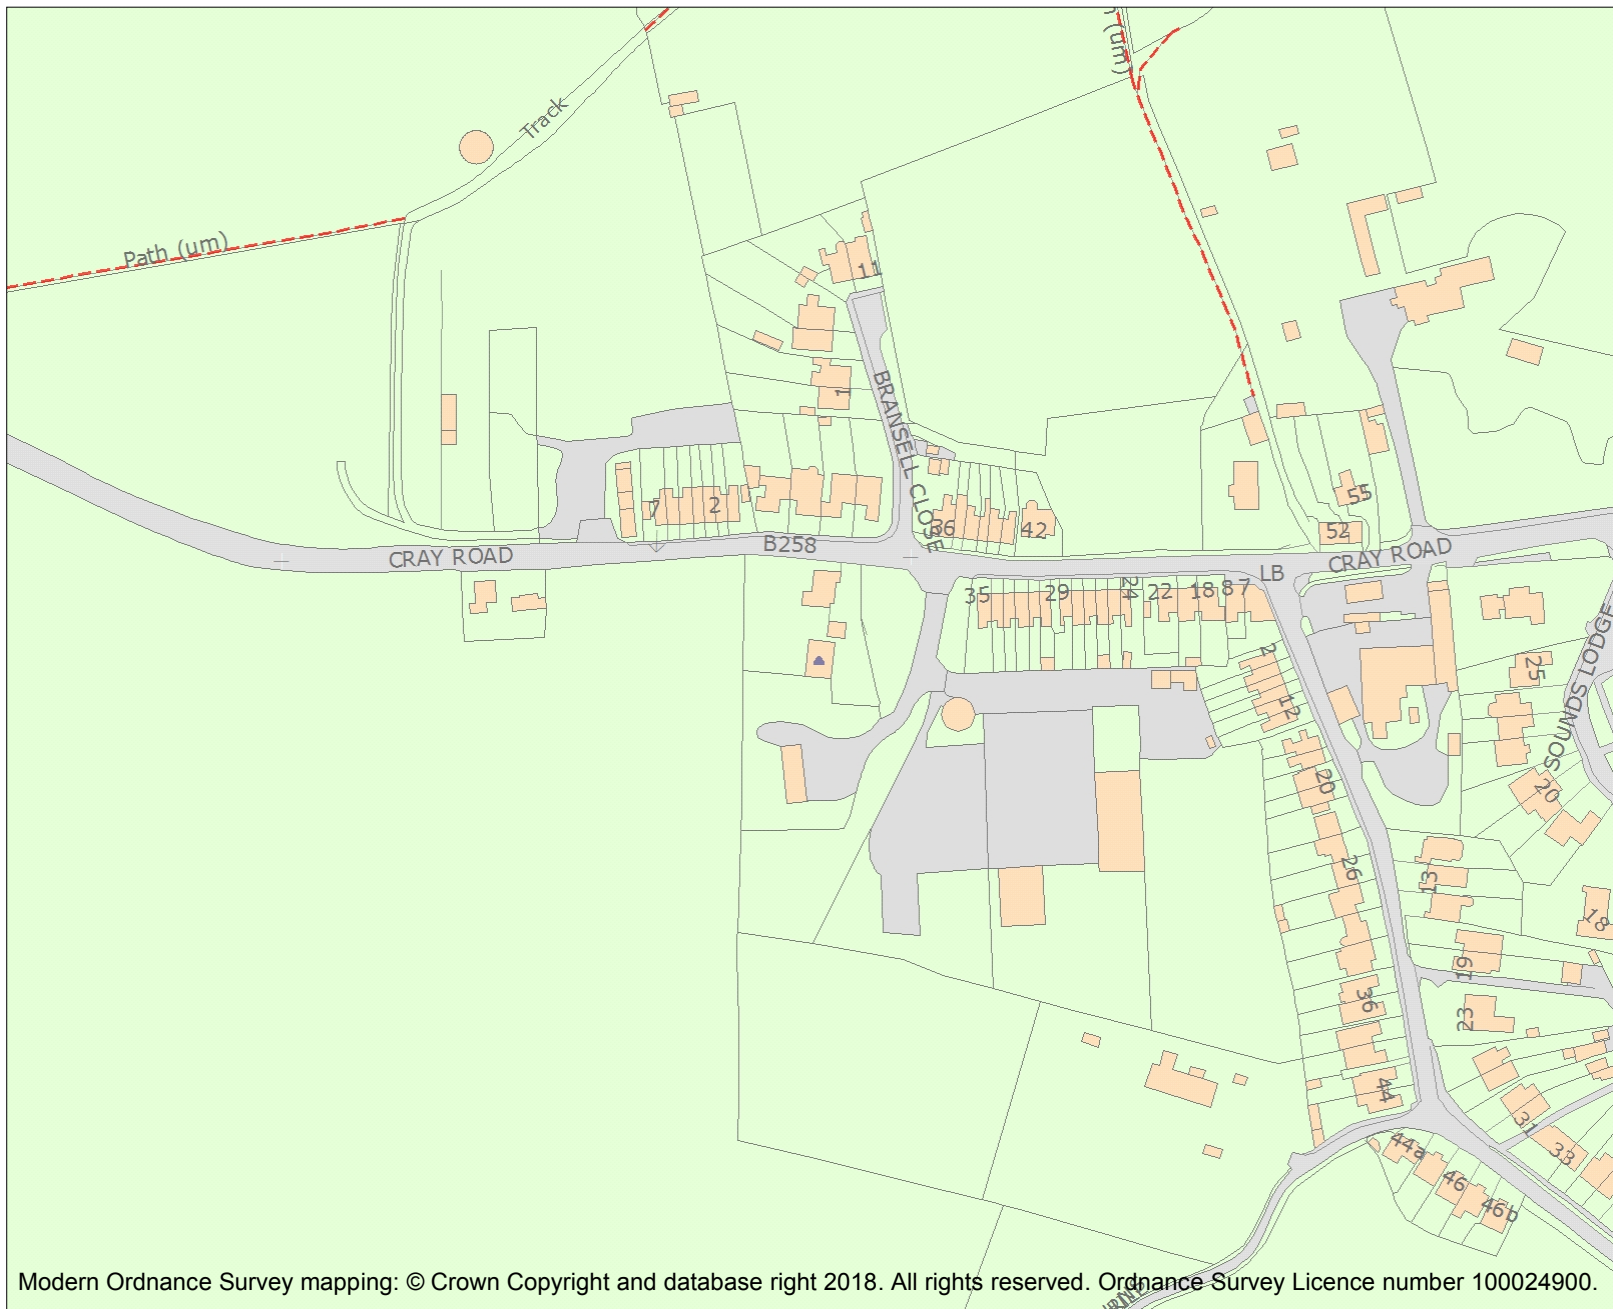 (um)
Track
Path (um)
11
1
BRANSELL CLOSE
55
7
2
36
42
52
B258
CRAY ROAD
CRAY ROAD
LB
35
29
24
22
18
8
7
2
25
SOUNDS LODGE
12
20
20
26
13
18
19
36
23
44
31
44a
33
46
46b
Modern Ordnance Survey mapping: © Crown Copyright and database right 2018. All rights reserved. Ordnance Survey Licence number 100024900.